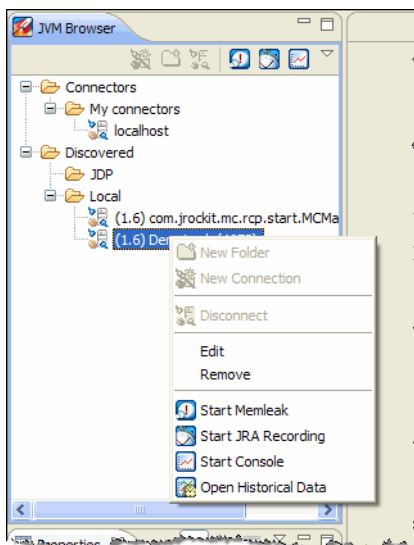 JVM Browser
Connectors
My connectors
localhost
Discovered
JDP
Local
(1.6) com.jrockit.mc.rcp.start.MCMa
(1.6)
New Folder
New Connection
Disconnect
Edit
Remove
Start Memleak
Start JRA Recording
Start Console
Open Historical Data
Properties